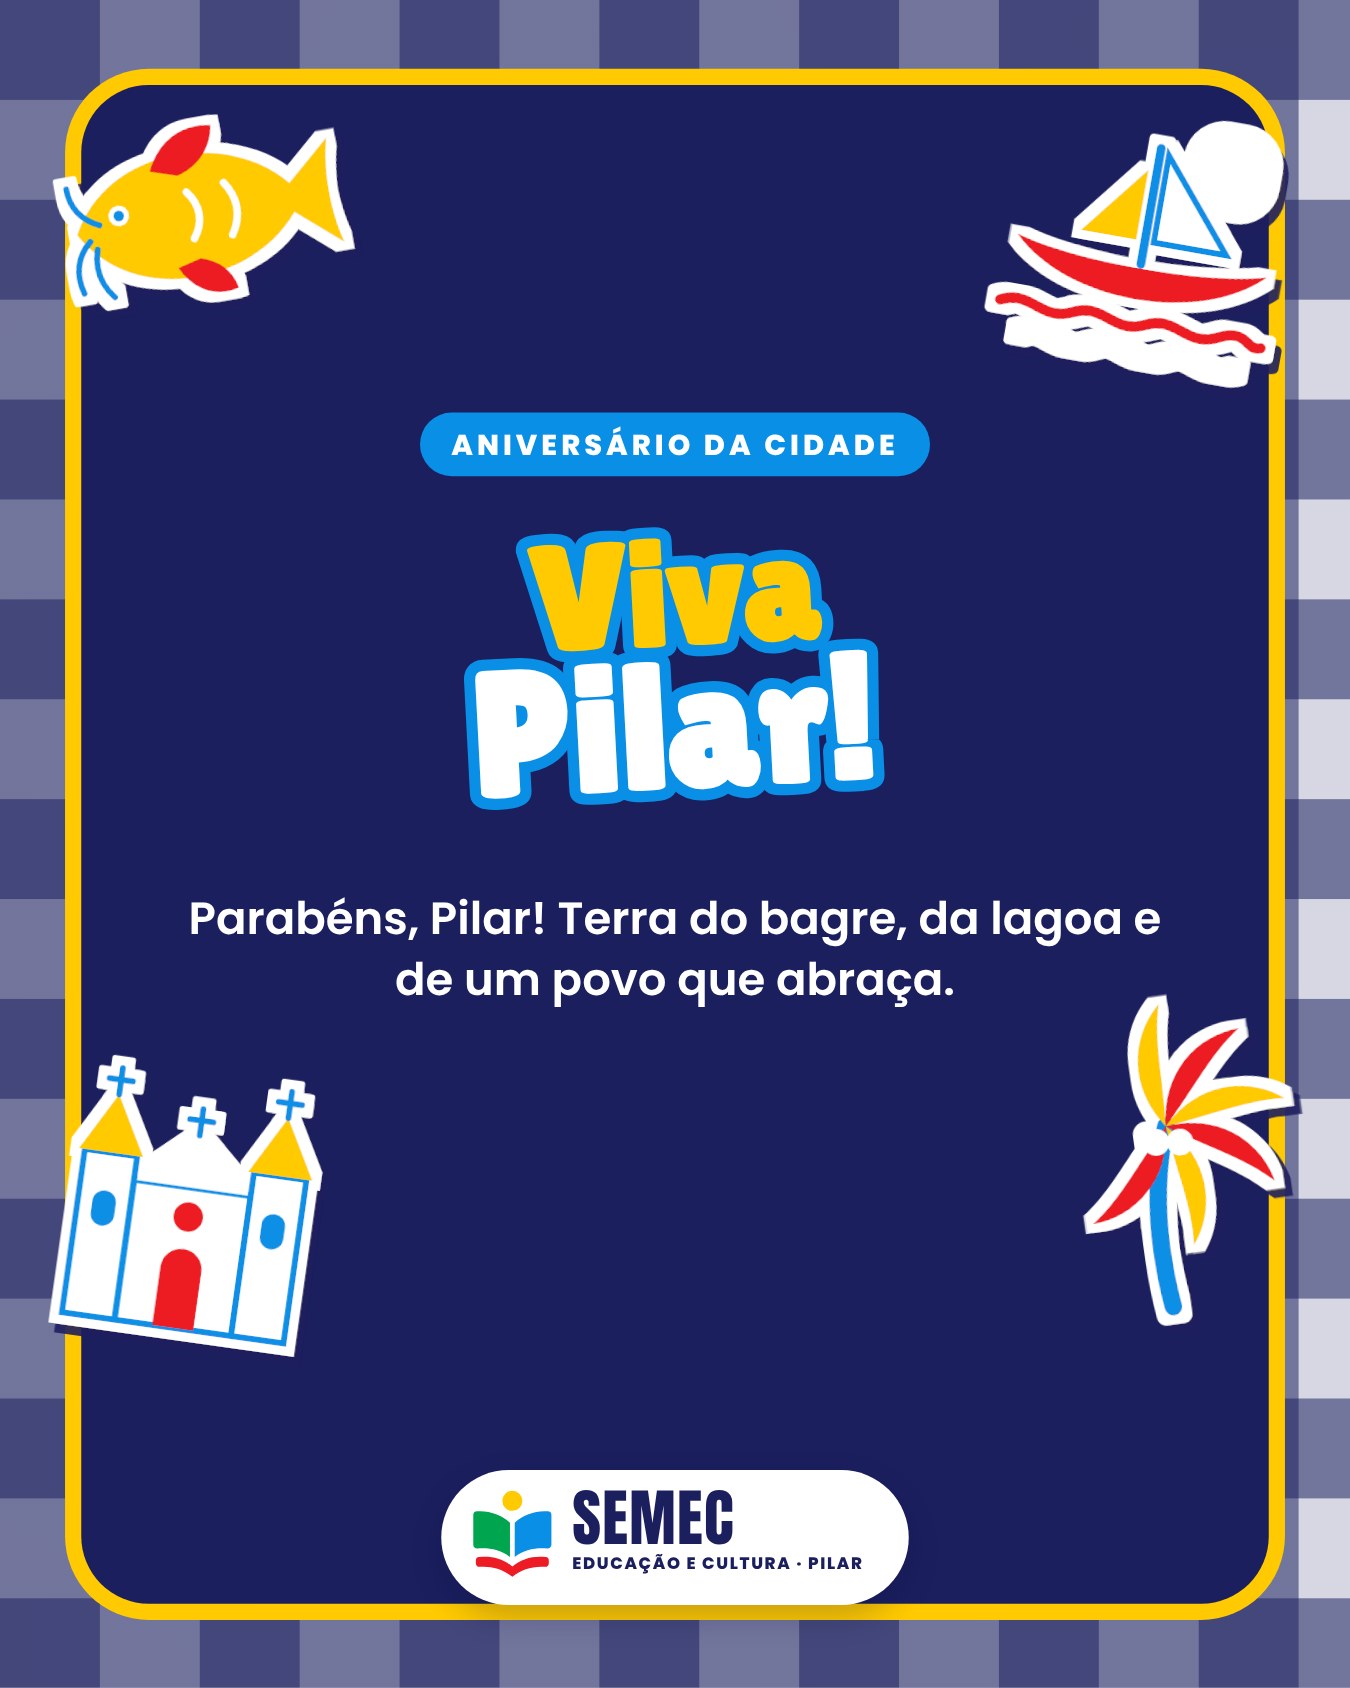 ANIVERSÁRIO DA CIDADE
Viva
Pilar!
Parabéns, Pilar! Terra do bagre, da lagoa e
de um povo que abraça.
SEMEC
EDUCAÇÃO E CULTURA · PILAR